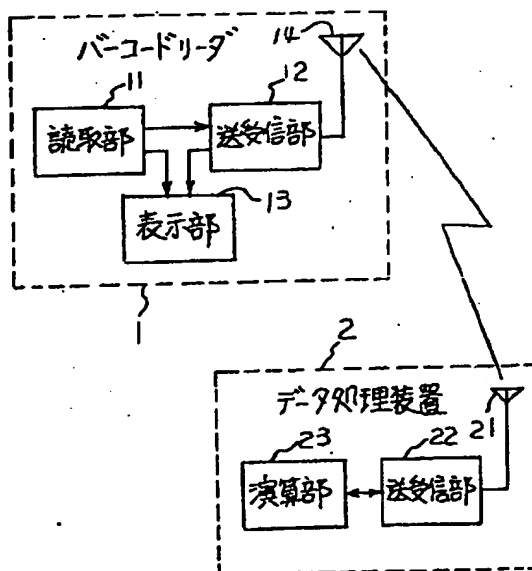 バーコードリーダ
14
11
12
読取部
送受信部
13
表示部
1
2
データ処理装置
21
23
22
演算部
送受信部